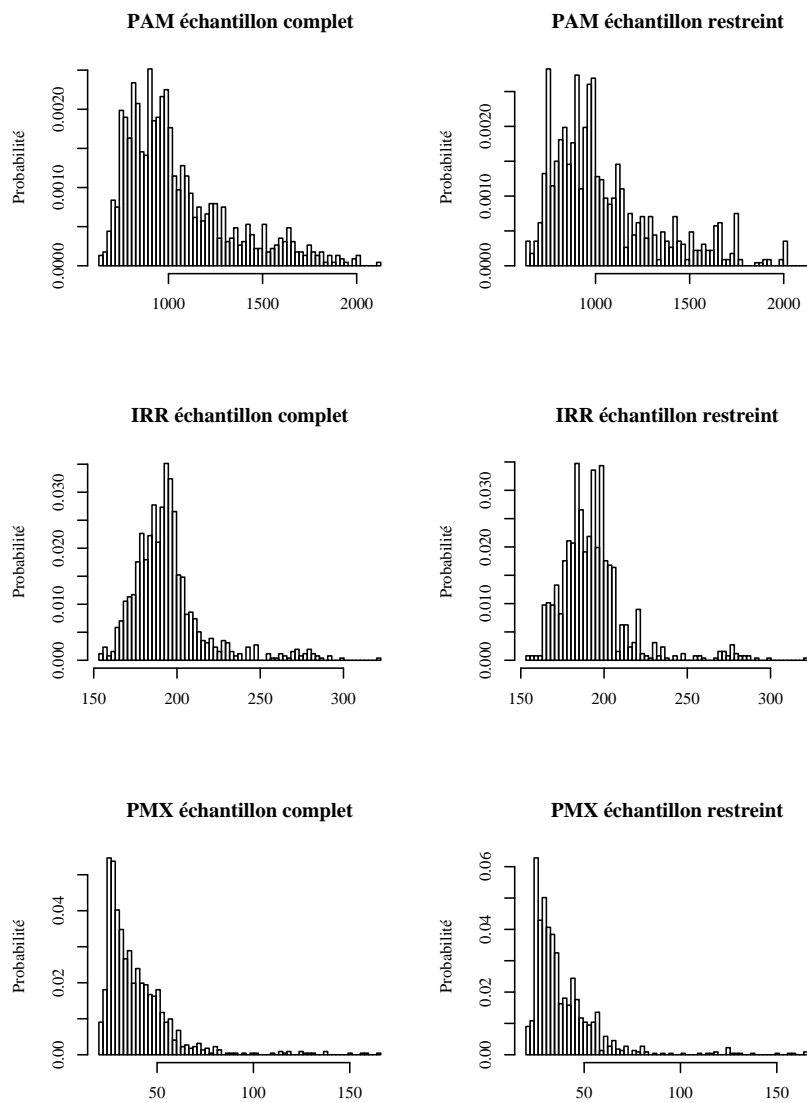 PAM échantillon complet
Probabilité
0.0000
0.0010
0.0020
1000 1500 2000
PAM échantillon restreint
Probabilité
0.0000
0.0010
0.0020
1000 1500 2000
IRR échantillon complet
Probabilité
0.000
0.010
0.020
0.030
150 200 250 300
IRR échantillon restreint
Probabilité
0.000
0.010
0.020
0.030
150 200 250 300
PMX échantillon complet
Probabilité
0.00
0.02
0.04
50 100 150
PMX échantillon restreint
Probabilité
0.00
0.02
0.04
0.06
50 100 150